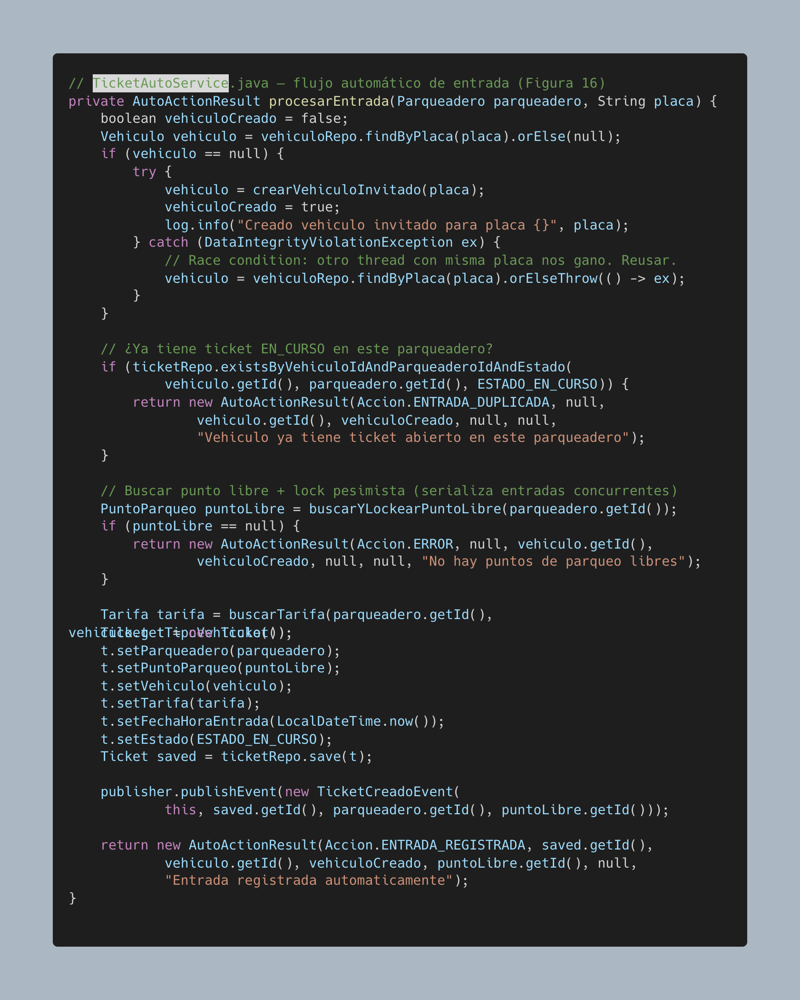 // TicketAutoService.java — flujo automático de entrada (Figura 16)
private AutoActionResult procesarEntrada(Parqueadero parqueadero, String placa) {
    boolean vehiculoCreado = false;
    Vehiculo vehiculo = vehiculoRepo.findByPlaca(placa).orElse(null);
    if (vehiculo == null) {
        try {
            vehiculo = crearVehiculoInvitado(placa);
            vehiculoCreado = true;
            log.info("Creado vehiculo invitado para placa {}", placa);
        } catch (DataIntegrityViolationException ex) {
            // Race condition: otro thread con misma placa nos gano. Reusar.
            vehiculo = vehiculoRepo.findByPlaca(placa).orElseThrow(() -> ex);
        }
    }

    // ¿Ya tiene ticket EN_CURSO en este parqueadero?
    if (ticketRepo.existsByVehiculoIdAndParqueaderoIdAndEstado(
            vehiculo.getId(), parqueadero.getId(), ESTADO_EN_CURSO)) {
        return new AutoActionResult(Accion.ENTRADA_DUPLICADA, null,
                vehiculo.getId(), vehiculoCreado, null, null,
                "Vehiculo ya tiene ticket abierto en este parqueadero");
    }

    // Buscar punto libre + lock pesimista (serializa entradas concurrentes)
    PuntoParqueo puntoLibre = buscarYLockearPuntoLibre(parqueadero.getId());
    if (puntoLibre == null) {
        return new AutoActionResult(Accion.ERROR, null, vehiculo.getId(),
                vehiculoCreado, null, null, "No hay puntos de parqueo libres");
    }

    Tarifa tarifa = buscarTarifa(parqueadero.getId(),
vehiculo.getTipoVehiculo());
    Ticket t = new Ticket();
    t.setParqueadero(parqueadero);
    t.setPuntoParqueo(puntoLibre);
    t.setVehiculo(vehiculo);
    t.setTarifa(tarifa);
    t.setFechaHoraEntrada(LocalDateTime.now());
    t.setEstado(ESTADO_EN_CURSO);
    Ticket saved = ticketRepo.save(t);

    publisher.publishEvent(new TicketCreadoEvent(
            this, saved.getId(), parqueadero.getId(), puntoLibre.getId()));

    return new AutoActionResult(Accion.ENTRADA_REGISTRADA, saved.getId(),
            vehiculo.getId(), vehiculoCreado, puntoLibre.getId(), null,
            "Entrada registrada automaticamente");
}